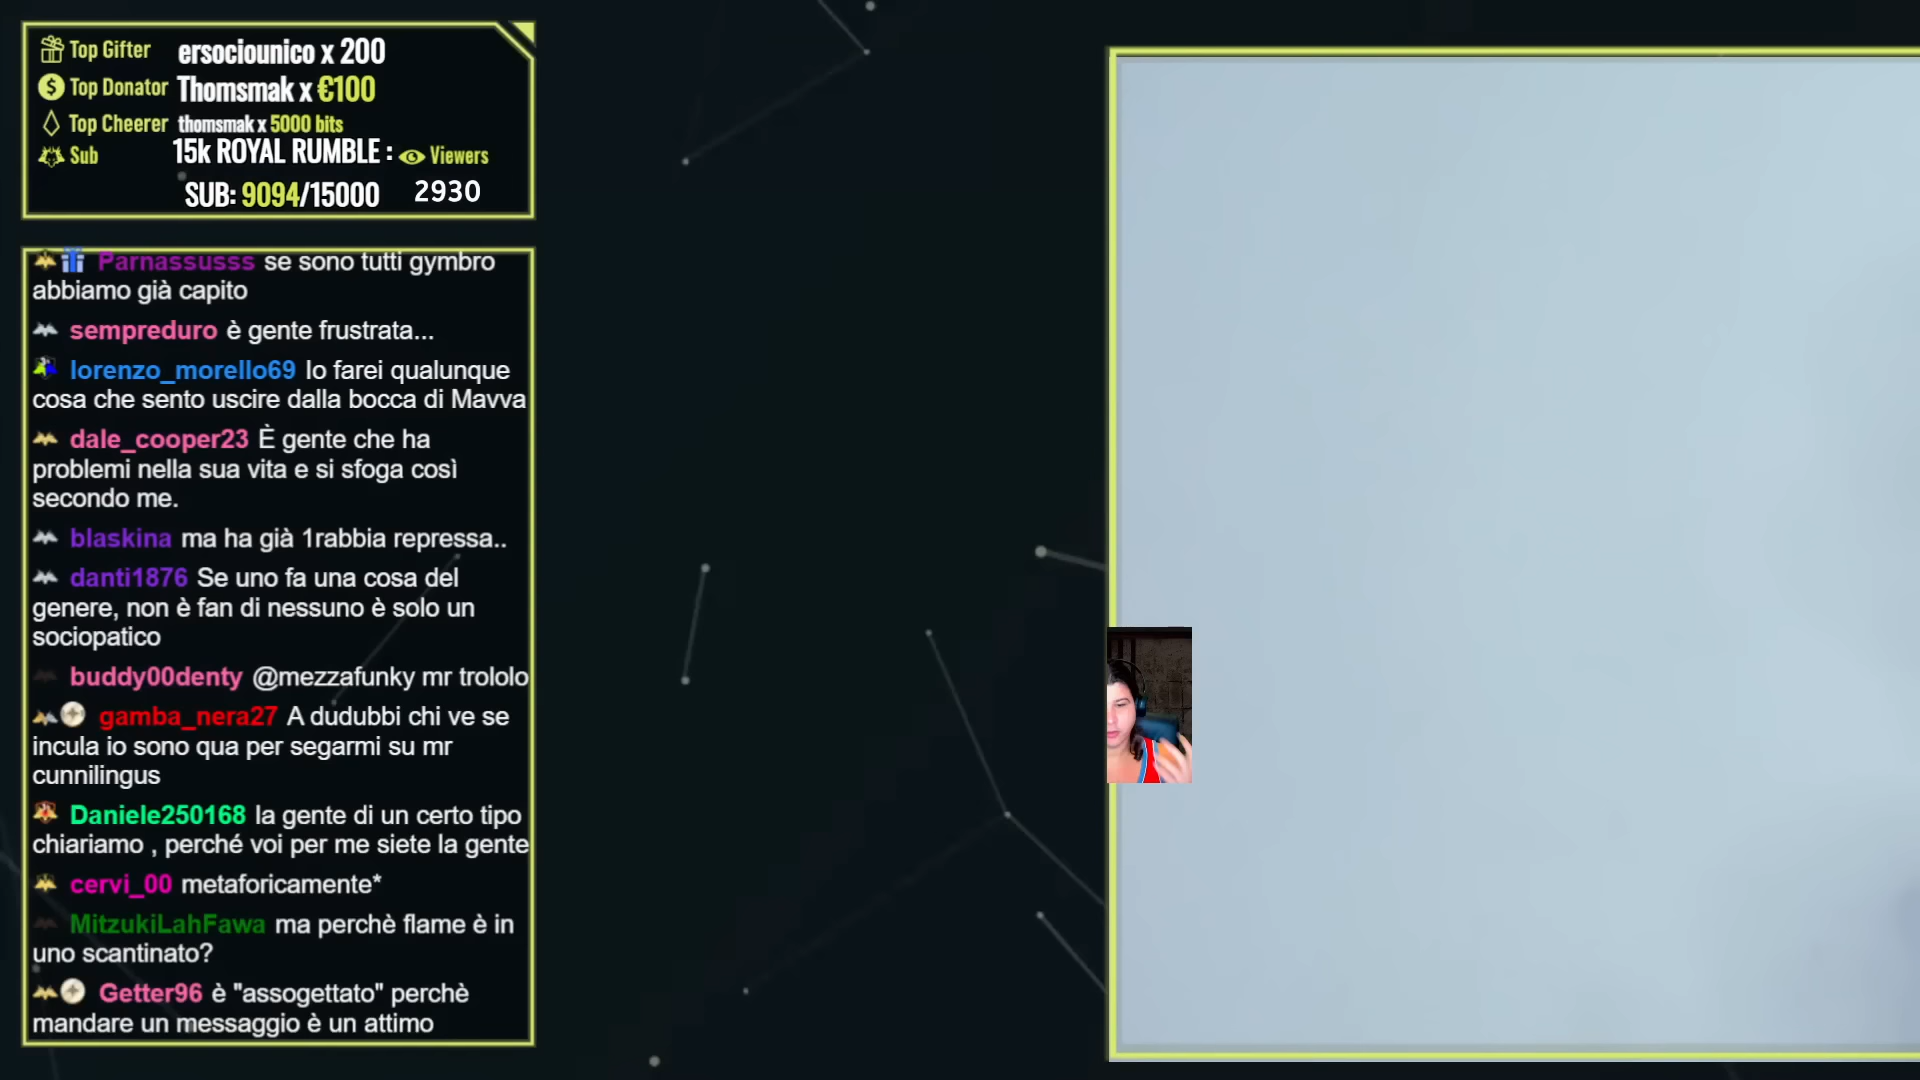 Top Gifter ersociounico x 200
Top Donator Thomsmak x €100
Top Cheerer thomsmak x 5000 bits
Sub 15k ROYAL RUMBLE : Viewers
SUB: 9094/15000 2930
Parnassusss se sono tutti gymbro
abbiamo già capito
sempreduro è gente frustrata...
lorenzo_morello69 Io farei qualunque
cosa che sento uscire dalla bocca di Mavva
dale_cooper23 È gente che ha
problemi nella sua vita e si sfoga così
secondo me.
blaskina ma ha già 1rabbia repressa..
danti1876 Se uno fa una cosa del
genere, non è fan di nessuno è solo un
sociopatico
buddy00denty @mezzafunky mr trololo
gamba_nera27 A dudubbi chi ve se
incula io sono qua per segarmi su mr
cunnilingus
Daniele250168 la gente di un certo tipo
chiariamo , perché voi per me siete la gente
cervi_00 metaforicamente*
MitzukiLahFawa ma perchè flame è in
uno scantinato?
Getter96 è "assogettato" perchè
mandare un messaggio è un attimo